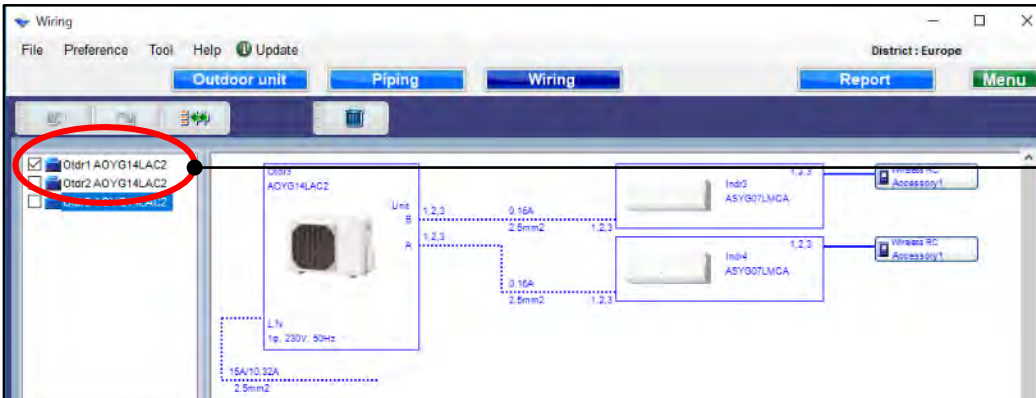 Wiring
File Preference Tool Help Update
District : Europe
Outdoor unit Piping Wiring Report Menu
Otdr1 AOYG14LAC2
Otdr2 AOYG14LAC2
AOYG14LAC2
Otdr3
AOYG14LAC2
Unit
B 1,2,3 0.16A
2.5mm2 1,2,3
A 1,2,3
0.16A
2.5mm2 1,2,3
L,N
1φ, 230V, 50Hz
15A/10.32A
2.5mm2
1,2,3
Indr3
ASYG07LMCA
Wireless RC
Accessory1
1,2,3
Indr4
ASYG07LMCA
Wireless RC
Accessory1